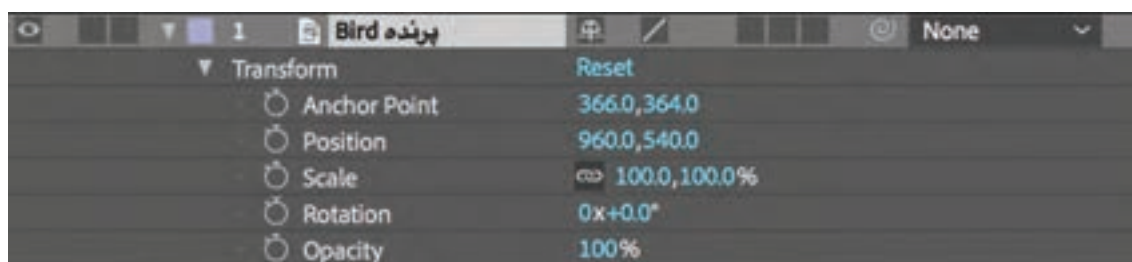 1 Bird پرنده None
Transform Reset
Anchor Point 366.0,364.0
Position 960.0,540.0
Scale 100.0,100.0%
Rotation 0x+0.0°
Opacity 100%